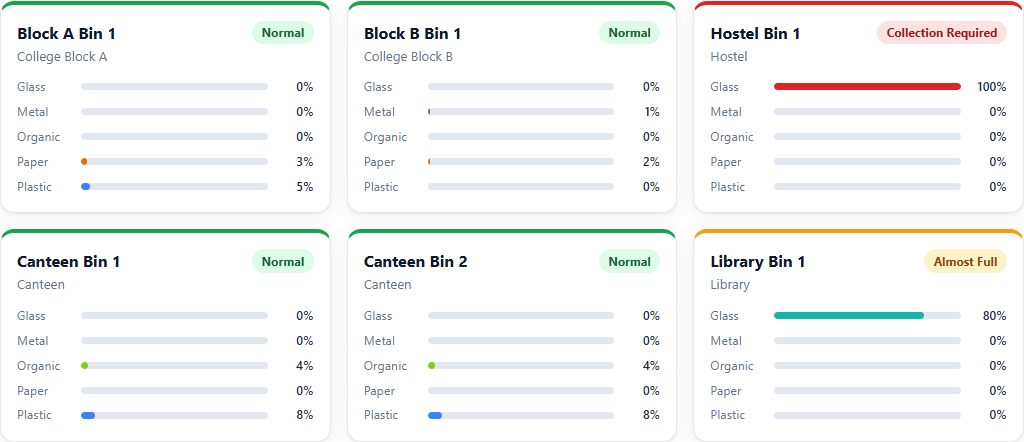 Block A Bin 1 Normal
College Block A
Glass 0%
Metal 0%
Organic 0%
Paper 3%
Plastic 5%
Block B Bin 1 Normal
College Block B
Glass 0%
Metal 1%
Organic 0%
Paper 2%
Plastic 0%
Hostel Bin 1 Collection Required
Hostel
Glass 100%
Metal 0%
Organic 0%
Paper 0%
Plastic 0%
Canteen Bin 1 Normal
Canteen
Glass 0%
Metal 0%
Organic 4%
Paper 0%
Plastic 8%
Canteen Bin 2 Normal
Canteen
Glass 0%
Metal 0%
Organic 4%
Paper 0%
Plastic 8%
Library Bin 1 Almost Full
Library
Glass 80%
Metal 0%
Organic 0%
Paper 0%
Plastic 0%